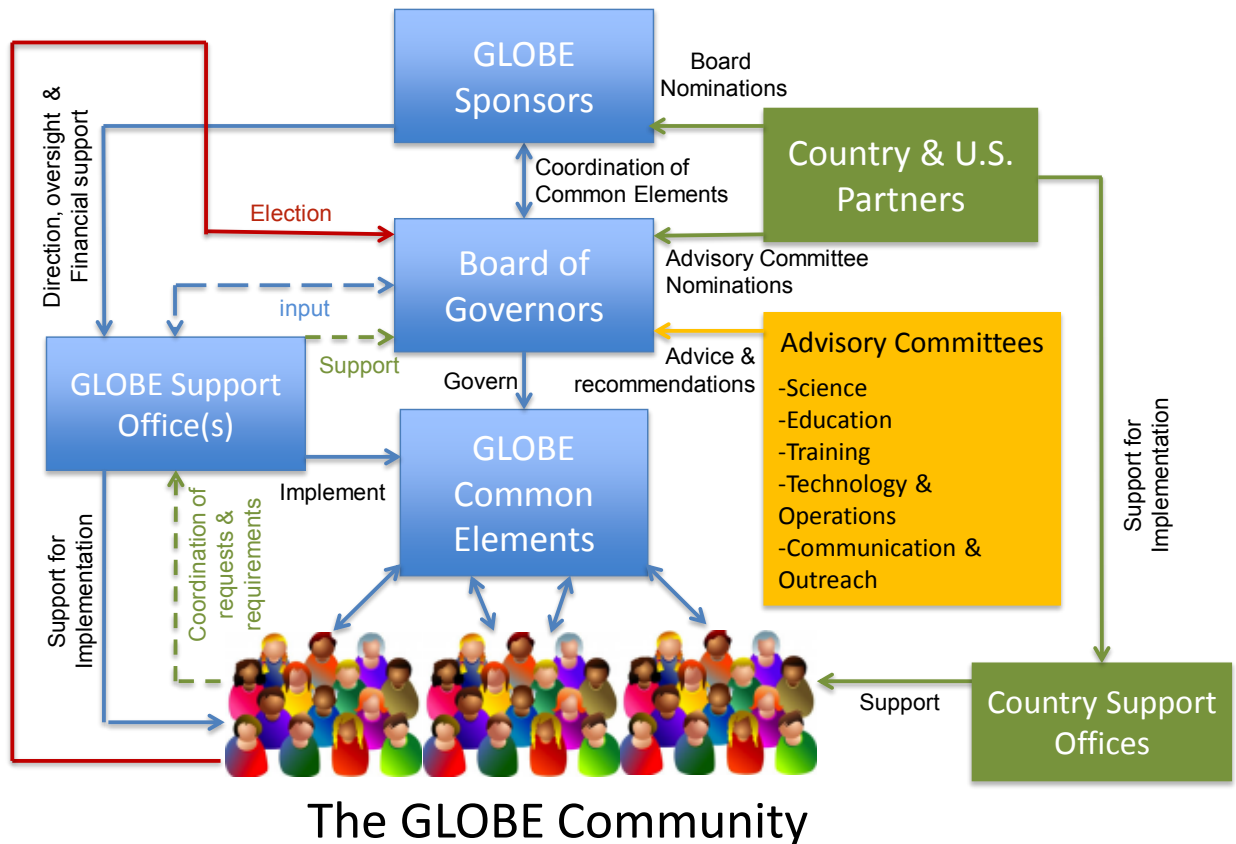 GLOBE
Sponsors
Board
Nominations
Country & U.S.
Partners
Direction, oversight &
Financial support
Coordination of
Common Elements
Election
Board of
Governors
Advisory Committee
Nominations
input
Support
GLOBE Support
Office(s)
Govern
Advice &
recommendations
Advisory Committees
-Science
-Education
-Training
-Technology &
Operations
-Communication &
Outreach
GLOBE
Common
Elements
Implement
Support for
Implementation
Coordination of
requests &
requirements
Support for
Implementation
Support
Country Support
Offices
The GLOBE Community